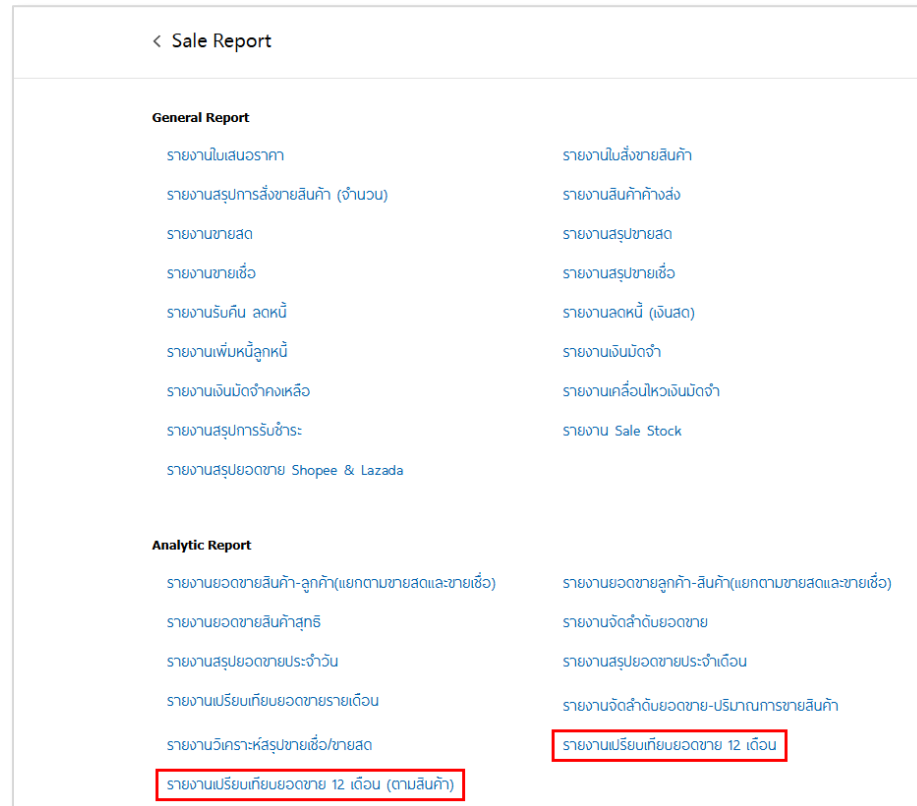 < Sale Report
General Report
รายงานใบเสนอราคา
รายงานใบสั่งขายสินค้า
รายงานสรุปการสั่งขายสินค้า (จำนวน)
รายงานสินค้าค้างส่ง
รายงานขายสด
รายงานสรุปขายสด
รายงานขายเชื่อ
รายงานสรุปขายเชื่อ
รายงานรับคืน ลดหนี้
รายงานลดหนี้ (เงินสด)
รายงานเพิ่มหนี้ลูกหนี้
รายงานเงินมัดจำ
รายงานเงินมัดจำคงเหลือ
รายงานเคลื่อนไหวเงินมัดจำ
รายงานสรุปการรับชำระ
รายงาน Sale Stock
รายงานสรุปยอดขาย Shopee & Lazada
Analytic Report
รายงานยอดขายสินค้า-ลูกค้า(แยกตามขายสดและขายเชื่อ)
รายงานยอดขายลูกค้า-สินค้า(แยกตามขายสดและขายเชื่อ)
รายงานยอดขายสินค้าสุทธิ
รายงานจัดลำดับยอดขาย
รายงานสรุปยอดขายประจำวัน
รายงานสรุปยอดขายประจำเดือน
รายงานเปรียบเทียบยอดขายรายเดือน
รายงานจัดลำดับยอดขาย-ปริมาณการขายสินค้า
รายงานวิเคราะห์สรุปขายเชื่อ/ขายสด
รายงานเปรียบเทียบยอดขาย 12 เดือน
รายงานเปรียบเทียบยอดขาย 12 เดือน (ตามสินค้า)